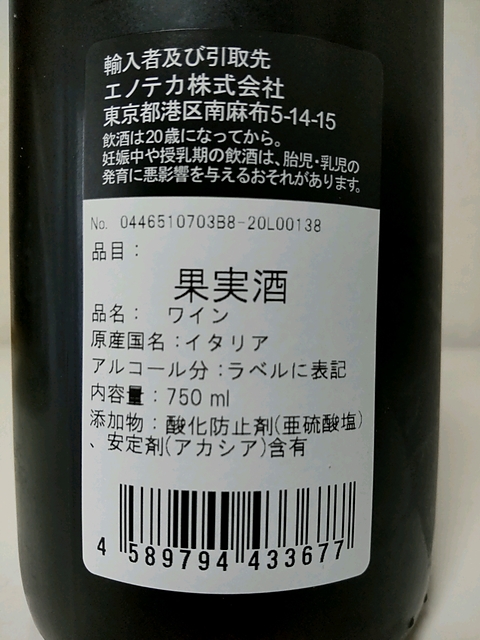 輸入者及び引取先
エノテカ株式会社
東京都港区南麻布5-14-15
飲酒は20歳になってから。
妊娠中や授乳期の飲酒は、胎児・乳児の
発育に悪影響を与えるおそれがあります。
No. 0446510703B8-20L00138
品目：
果実酒
品名： ワイン
原産国名：イタリア
アルコール分：ラベルに表記
内容量：750 ml
添加物：酸化防止剤(亜硫酸塩)
、安定剤(アカシア)含有
4 589794 433677